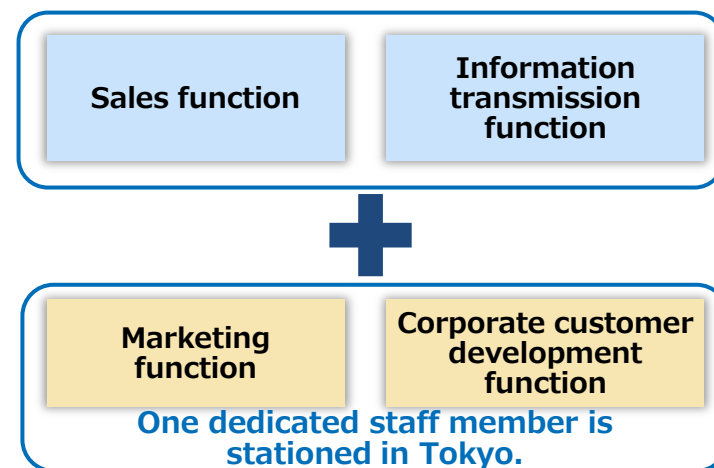 Sales function
Information
transmission
function
Marketing
function
Corporate customer
development
function
One dedicated staff member is
stationed in Tokyo.